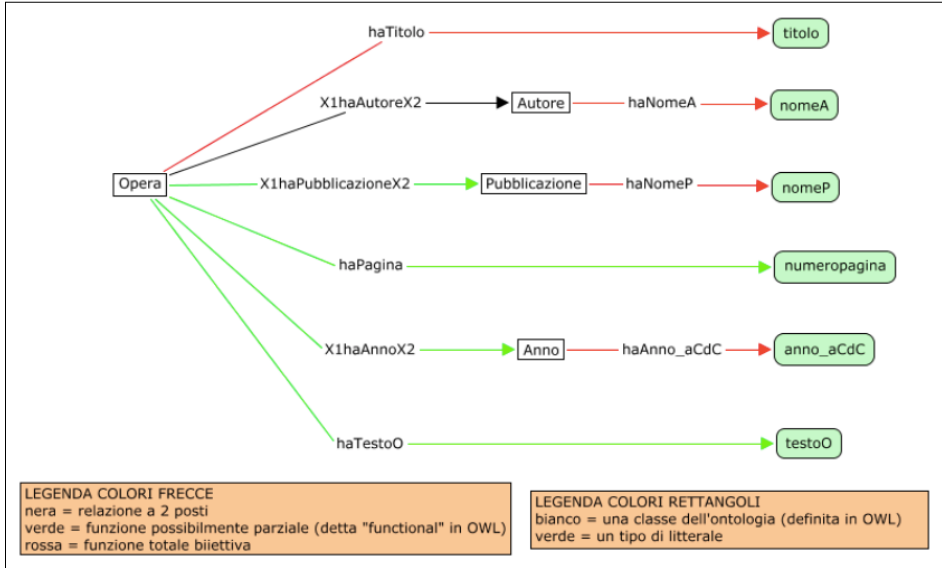 haTitolo
titolo
X1haAutoreX2
Autore
haNomeA
nomeA
Opera
X1haPubblicazioneX2
Pubblicazione
haNomeP
nomeP
haPagina
numeropagina
X1haAnnoX2
Anno
haAnno_aCdC
anno_aCdC
haTestoO
testoO
LEGENDA COLORI FRECCE
nera = relazione a 2 posti
verde = funzione possibilmente parziale (detta "functional" in OWL)
rossa = funzione totale biiettiva
LEGENDA COLORI RETTANGOLI
bianco = una classe dell'ontologia (definita in OWL)
verde = un tipo di litterale